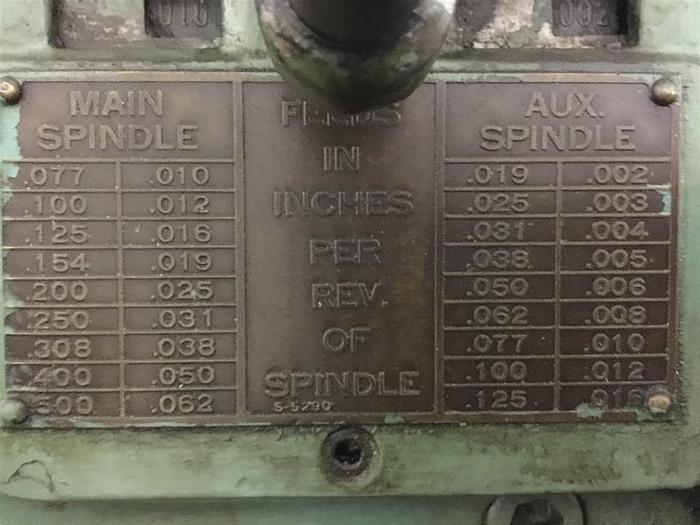 010
002
MAIN
SPINDLE
.077 .010
.100 .012
.125 .016
.154 .019
.200 .025
.250 .031
.308 .038
.400 .050
.500 .062
FEEDS
IN
INCHES
PER
REV.
OF
SPINDLE
S-5290
AUX.
SPINDLE
.019 .002
.025 .003
.031 .004
.038 .005
.050 .006
.062 .008
.077 .010
.100 .012
.125 .016